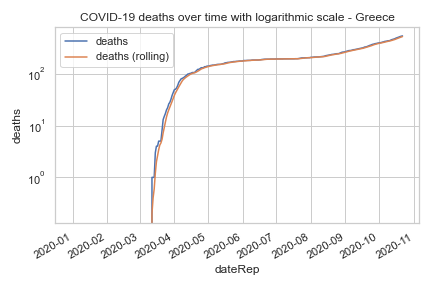 COVID-19 deaths over time with logarithmic scale - Greece
deaths
deaths (rolling)
10²
10¹
10⁰
deaths
2020-01
2020-02
2020-03
2020-04
2020-05
2020-06
2020-07
2020-08
2020-09
2020-10
2020-11
dateRep